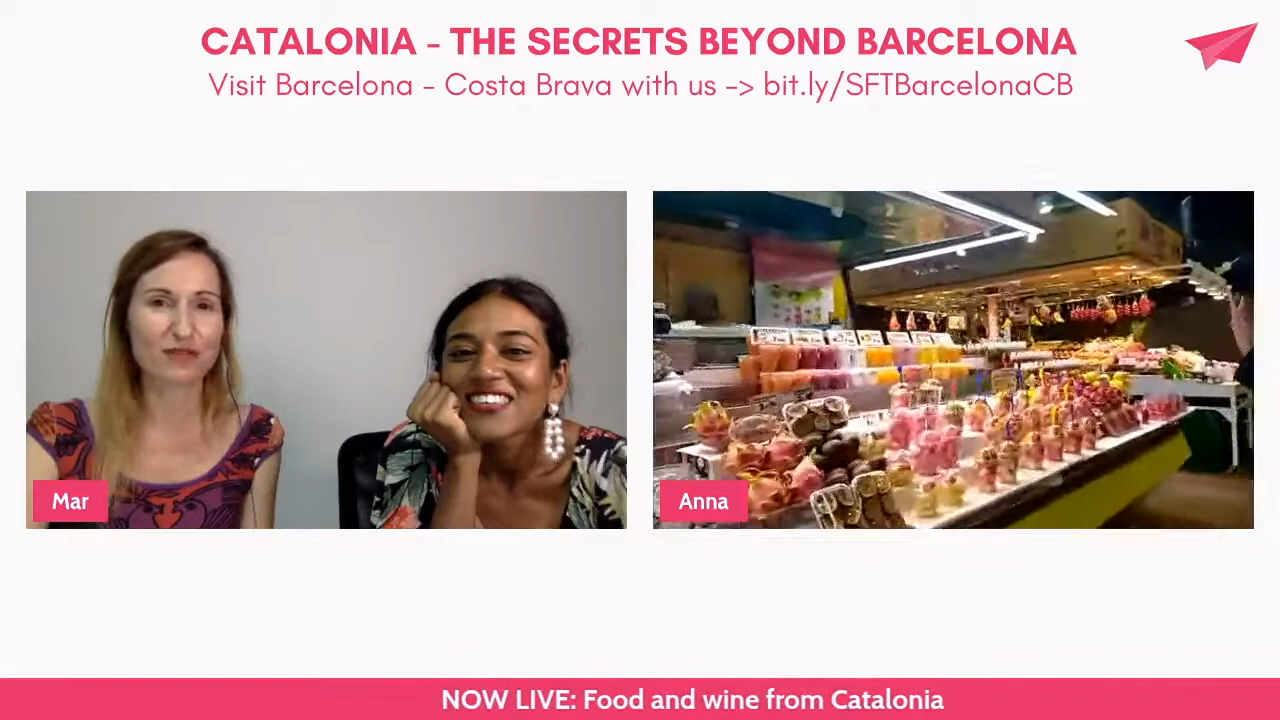 CATALONIA - THE SECRETS BEYOND BARCELONA
Visit Barcelona - Costa Brava with us -> bit.ly/SFTBarcelonaCB
Mar
Anna
NOW LIVE: Food and wine from Catalonia